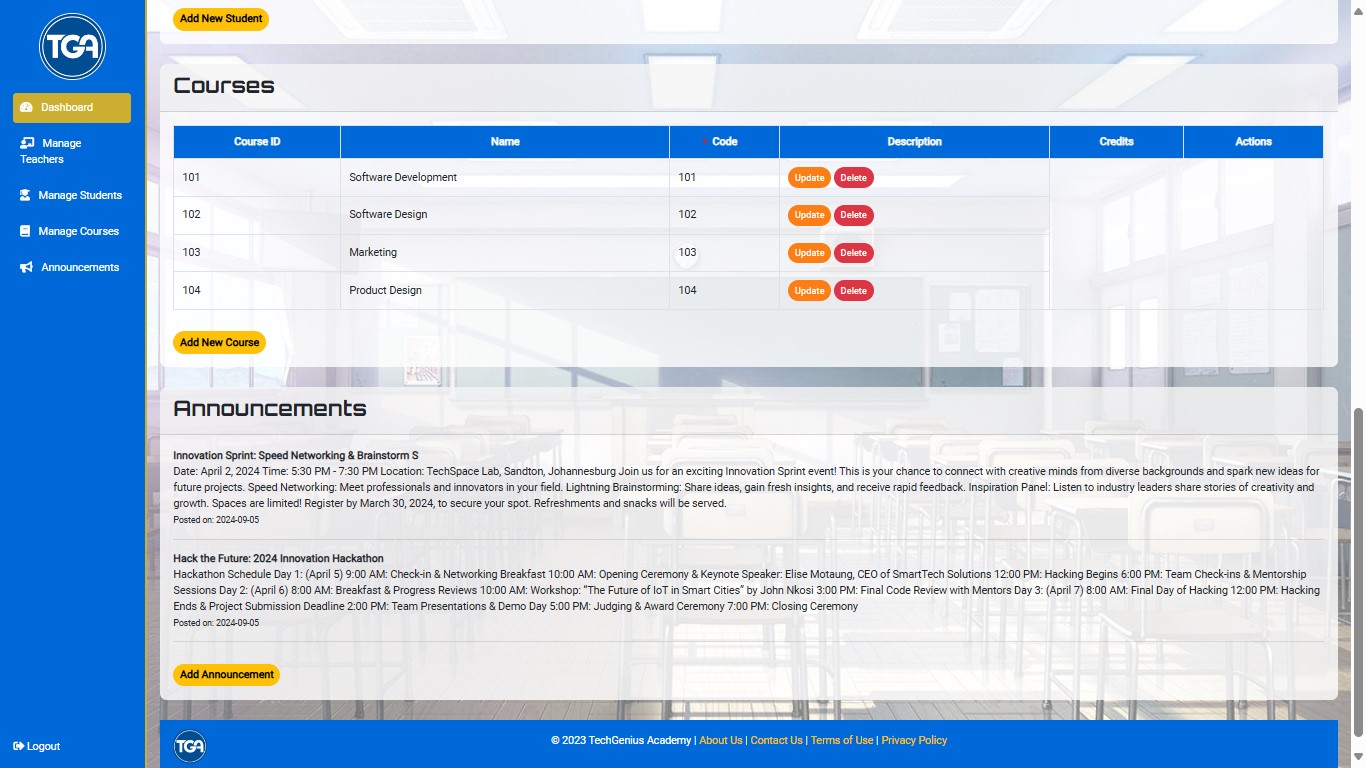 TGA
Dashboard
Manage
Teachers
Manage Students
Manage Courses
Announcements
Logout
Add New Student
Courses
Course ID Name * Code Description Credits Actions
101 Software Development 101 Update Delete
102 Software Design 102 Update Delete
103 Marketing 103 Update Delete
104 Product Design 104 Update Delete
Add New Course
Announcements
Innovation Sprint: Speed Networking & Brainstorm S
Date: April 2, 2024 Time: 5:30 PM - 7:30 PM Location: TechSpace Lab, Sandton, Johannesburg Join us for an exciting Innovation Sprint event! This is your chance to connect with creative minds from diverse backgrounds and spark new ideas for
future projects. Speed Networking: Meet professionals and innovators in your field. Lightning Brainstorming: Share ideas, gain fresh insights, and receive rapid feedback. Inspiration Panel: Listen to industry leaders share stories of creativity and
growth. Spaces are limited! Register by March 30, 2024, to secure your spot. Refreshments and snacks will be served.
Posted on: 2024-09-05
Hack the Future: 2024 Innovation Hackathon
Hackathon Schedule Day 1: (April 5) 9:00 AM: Check-in & Networking Breakfast 10:00 AM: Opening Ceremony & Keynote Speaker: Elise Motaung, CEO of SmartTech Solutions 12:00 PM: Hacking Begins 6:00 PM: Team Check-ins & Mentorship
Sessions Day 2: (April 6) 8:00 AM: Breakfast & Progress Reviews 10:00 AM: Workshop: “The Future of IoT in Smart Cities” by John Nkosi 3:00 PM: Final Code Review with Mentors Day 3: (April 7) 8:00 AM: Final Day of Hacking 12:00 PM: Hacking
Ends & Project Submission Deadline 2:00 PM: Team Presentations & Demo Day 5:00 PM: Judging & Award Ceremony 7:00 PM: Closing Ceremony
Posted on: 2024-09-05
Add Announcement
TGA
© 2023 TechGenius Academy | About Us | Contact Us | Terms of Use | Privacy Policy